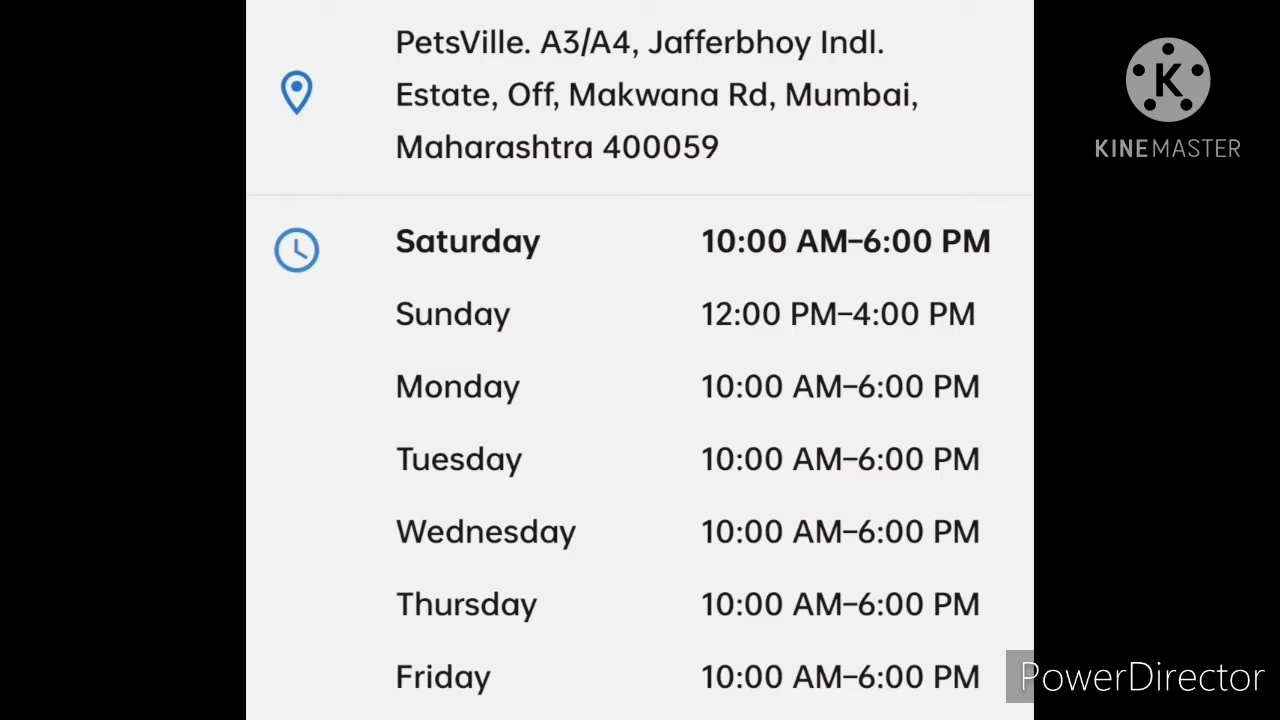 PetsVille. A3/A4, Jafferbhoy Indl.
Estate, Off, Makwana Rd, Mumbai,
Maharashtra 400059
K
KINEMASTER
Saturday 10:00 AM–6:00 PM
Sunday 12:00 PM–4:00 PM
Monday 10:00 AM–6:00 PM
Tuesday 10:00 AM–6:00 PM
Wednesday 10:00 AM–6:00 PM
Thursday 10:00 AM–6:00 PM
Friday 10:00 AM–6:00 PM
PowerDirector